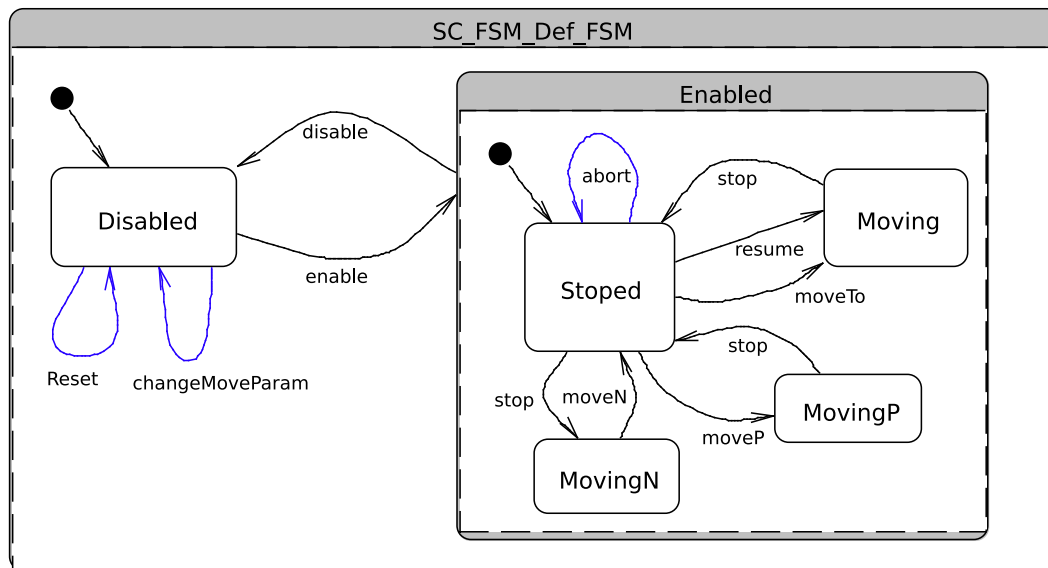 SC_FSM_Def_FSM
Enabled
disable
abort
stop
Disabled
Moving
resume
enable
Stoped
moveTo
stop
Reset
changeMoveParam
stop
moveN
MovingP
moveP
MovingN